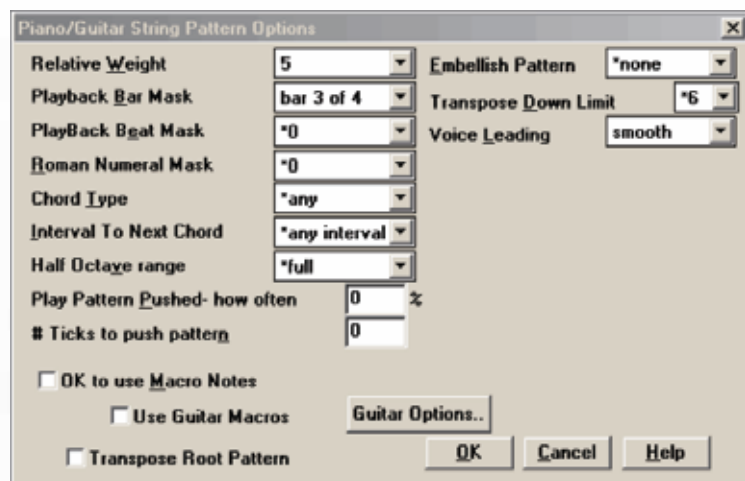 Piano/Guitar String Pattern Options
Relative Weight 5 Embellish Pattern *none
Playback Bar Mask bar 3 of 4 Transpose Down Limit *6
PlayBack Beat Mask *0 Voice Leading smooth
Roman Numeral Mask *0
Chord Type *any
Interval To Next Chord *any interval
Half Octave range *full
Play Pattern Pushed- how often 0 %
# Ticks to push pattern 0
OK to use Macro Notes
Use Guitar Macros Guitar Options..
Transpose Root Pattern OK Cancel Help